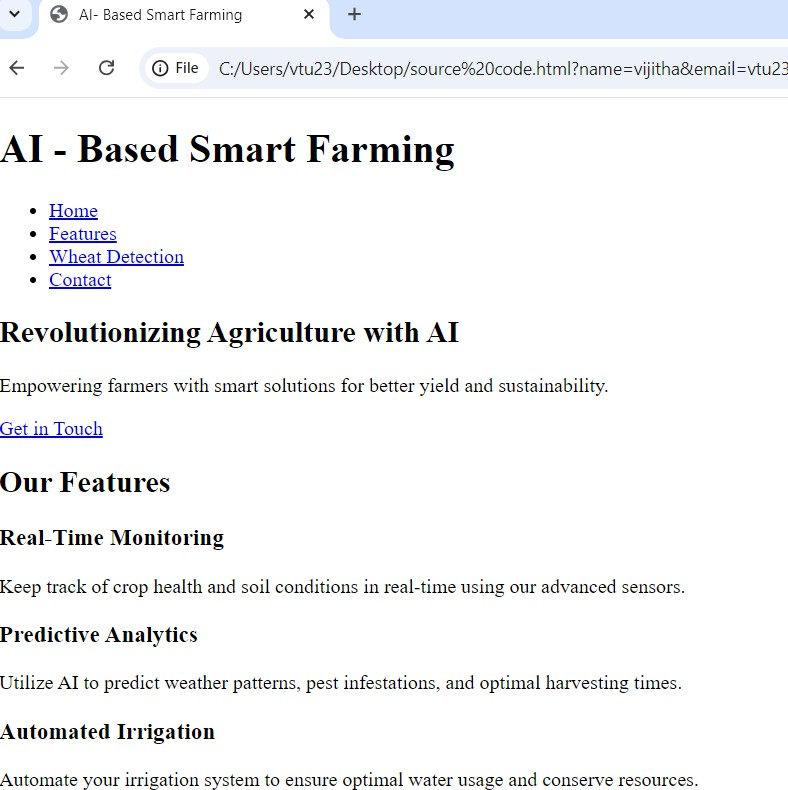 AI- Based Smart Farming
File
C:/Users/vtu23/Desktop/source%20code.html?name=vijitha&email=vtu23
AI - Based Smart Farming
Home
Features
Wheat Detection
Contact
Revolutionizing Agriculture with AI
Empowering farmers with smart solutions for better yield and sustainability.
Get in Touch
Our Features
Real-Time Monitoring
Keep track of crop health and soil conditions in real-time using our advanced sensors.
Predictive Analytics
Utilize AI to predict weather patterns, pest infestations, and optimal harvesting times.
Automated Irrigation
Automate your irrigation system to ensure optimal water usage and conserve resources.